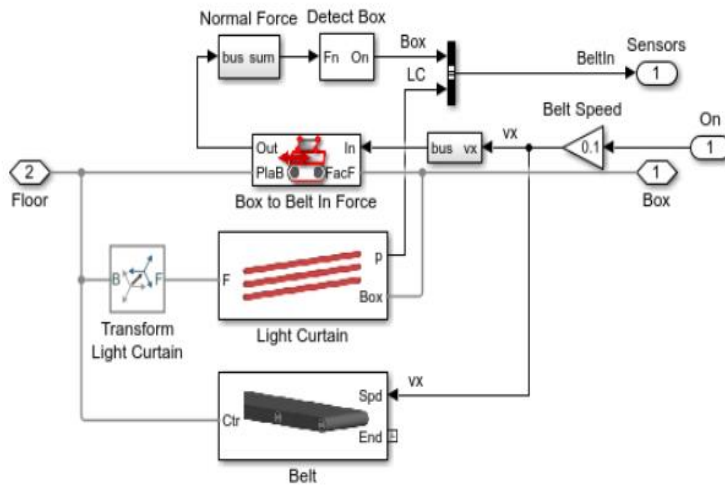 Normal Force
Detect Box
bus sum
Fn On
Box
LC
BeltIn
Sensors
1
Belt Speed
On
Out
In
bus vx
vx
0.1
1
2
PlaB
FacF
1
Floor
Box to Belt In Force
Box
B
F
F
p
Box
Transform
Light Curtain
Light Curtain
vx
Spd
Ctr
End
Belt